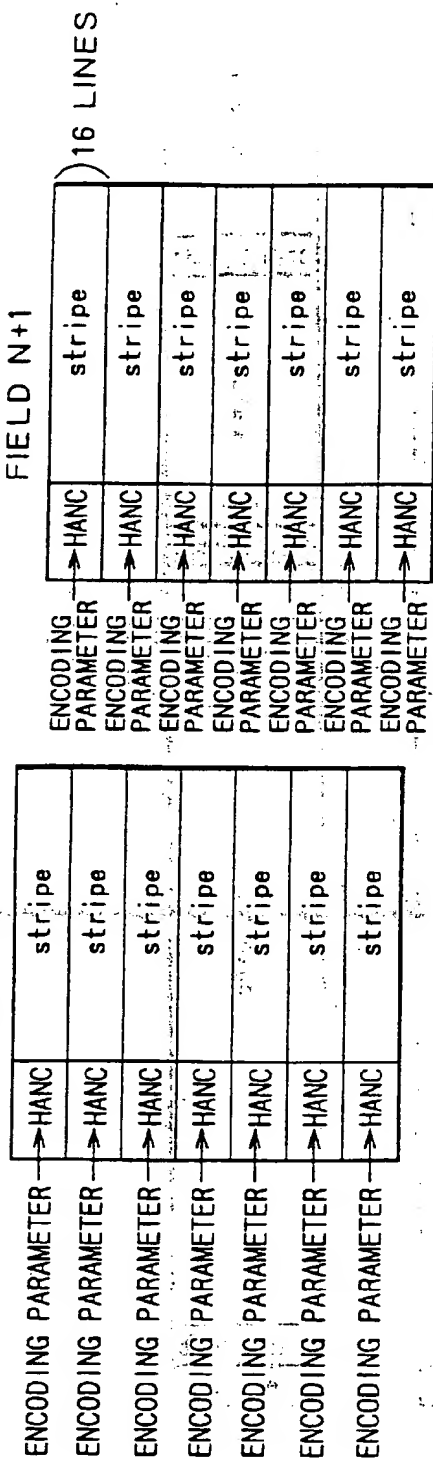 ENCODING PARAMETER HANC stripe
ENCODING PARAMETER HANC stripe
ENCODING PARAMETER HANC stripe
ENCODING PARAMETER HANC stripe
ENCODING PARAMETER HANC stripe
ENCODING PARAMETER HANC stripe
ENCODING PARAMETER HANC stripe
FIELD N+1
16 LINES
ENCODING
PARAMETER HANC stripe
ENCODING
PARAMETER HANC stripe
ENCODING
PARAMETER HANC stripe
ENCODING
PARAMETER HANC stripe
ENCODING
PARAMETER HANC stripe
ENCODING
PARAMETER HANC stripe
ENCODING
PARAMETER HANC stripe